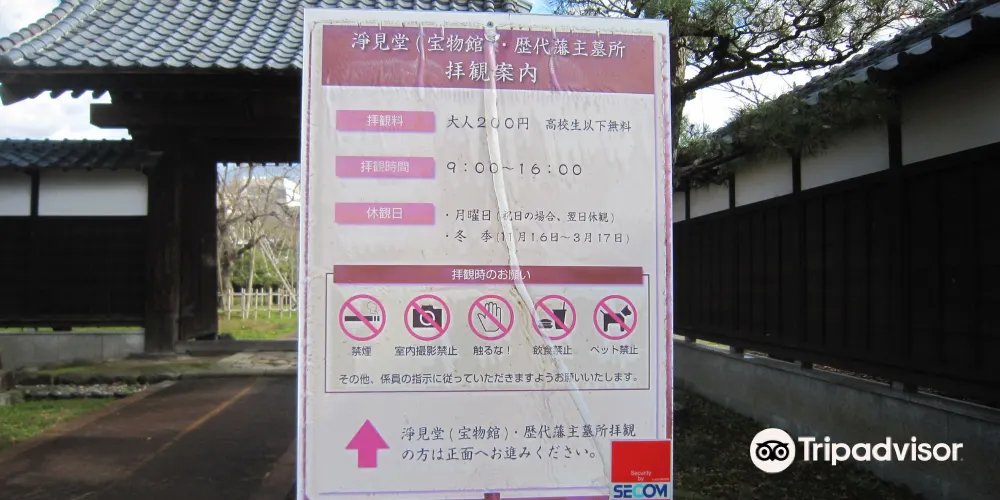 淨見堂(宝物館)・歴代藩主墓所
拝観案内
拝観料 大人200円 高校生以下無料
拝観時間 9:00〜16:00
休観日 ・月曜日(祝日の場合、翌日休観)
・冬 季(11月16日〜3月17日)
拝観時のお願い
禁煙 室内撮影禁止 触るな! 飲食禁止 ペット禁止
その他、係員の指示に従っていただきますようお願いいたします。
淨見堂(宝物館)・歴代藩主墓所拝観
の方は正面へお進みください。
Security
by
SECOM
Tripadvisor